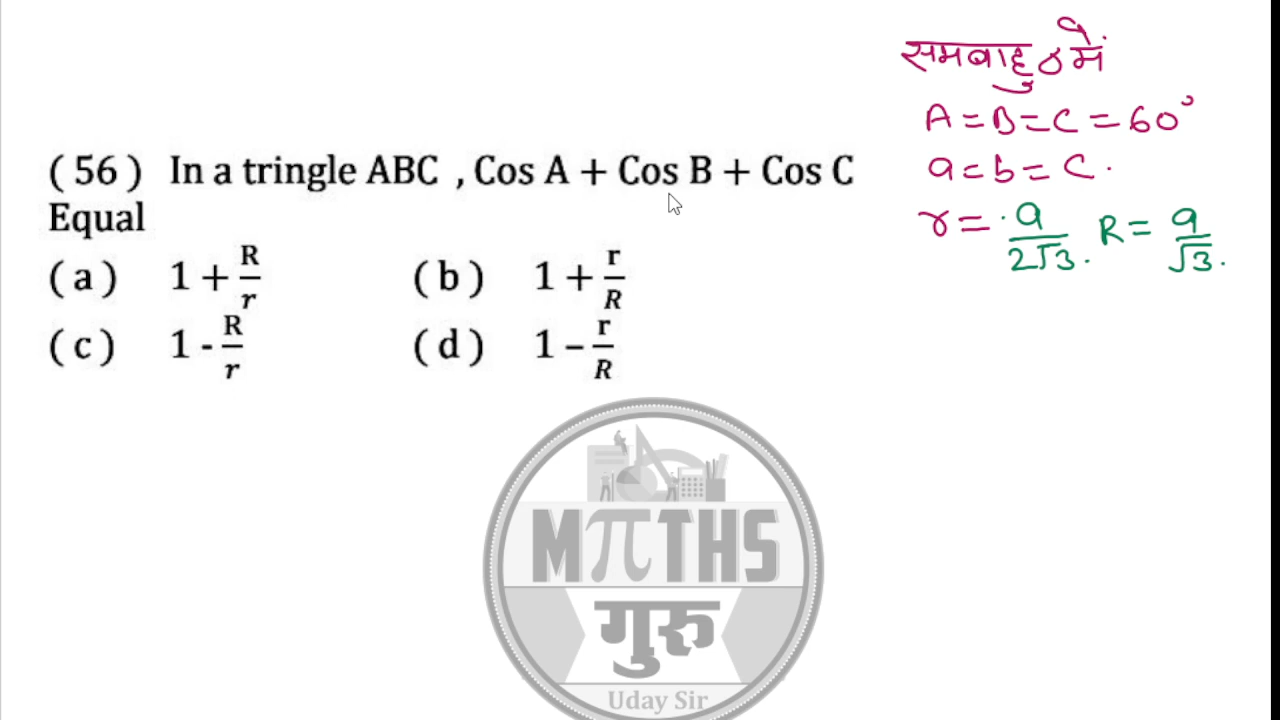 ( 56 ) In a tringle ABC , Cos A + Cos B + Cos C
Equal
( a ) 1 + R/r ( b ) 1 + r/R
( c ) 1 - R/r ( d ) 1 – r/R
समबाहु Δ में
A = B = C = 60°
a = b = c .
r = a/2√3 . R = a/√3 .
MπTHS
गुरु
Uday Sir